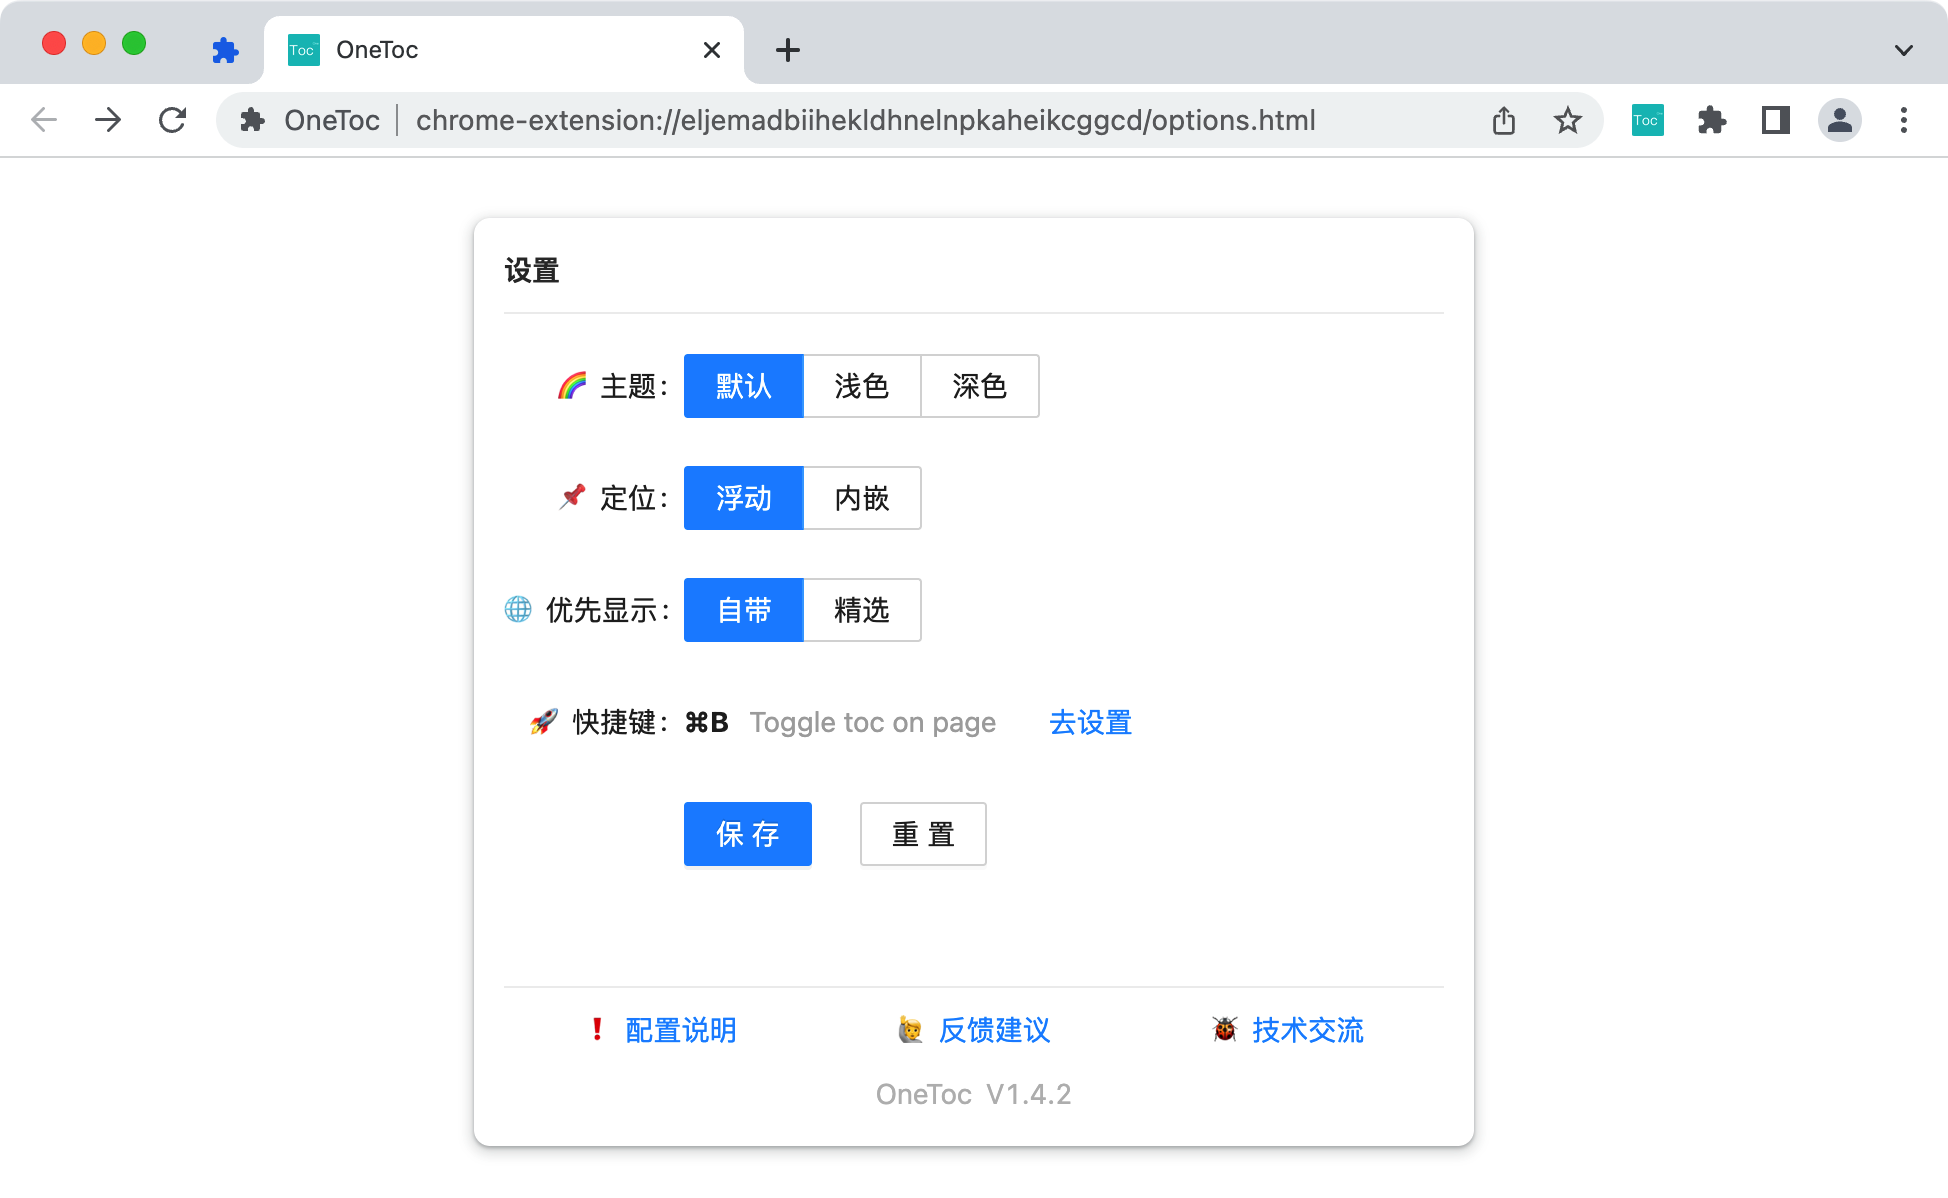 Toc OneToc
OneToc chrome-extension://eljemadbiihekldhnelnpkaheikcggcd/options.html Toc
设置
主题： 默认 浅色 深色
定位： 浮动 内嵌
优先显示： 自带 精选
快捷键： ⌘B Toggle toc on page 去设置
保 存 重 置
配置说明 反馈建议 技术交流
OneToc V1.4.2